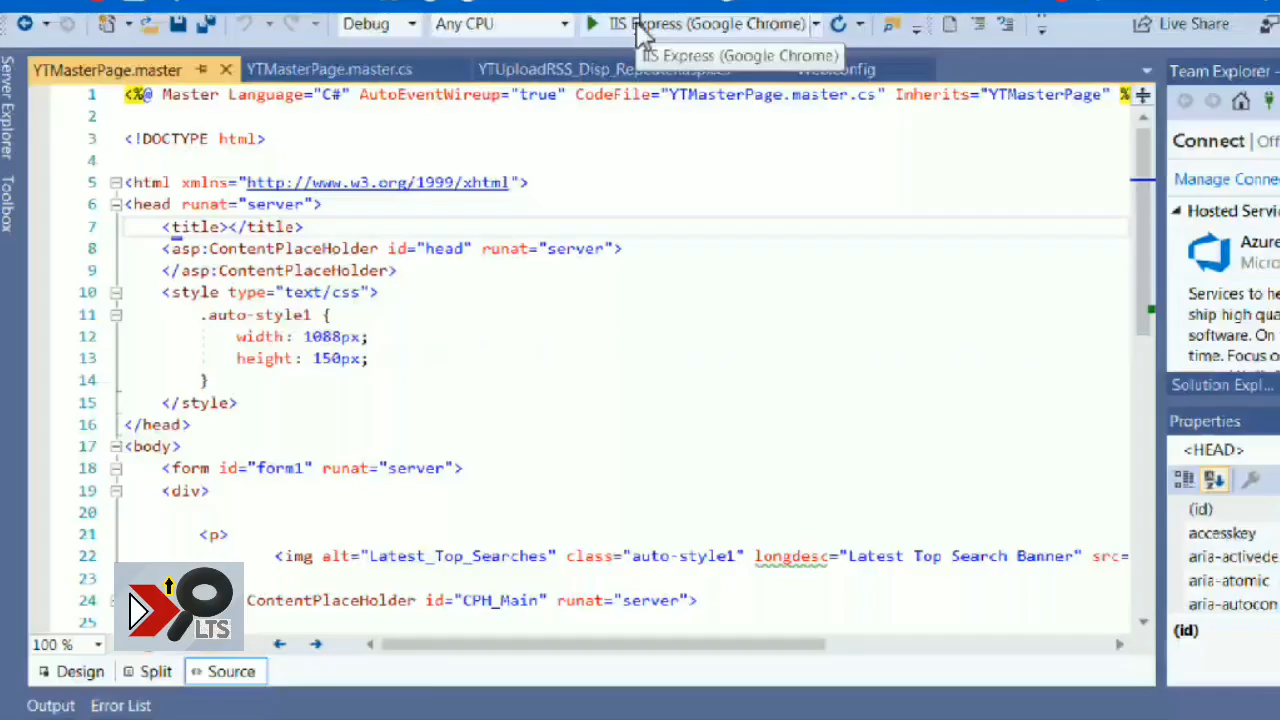 Debug Any CPU IIS Express (Google Chrome) Live Share
IIS Express (Google Chrome)
YTMasterPage.master YTMasterPage.master.cs
Team Explorer
Server Explorer
Toolbox
1 <%@ Master Language="C#" AutoEventWireup="true" CodeFile="YTMasterPage.master.cs" Inherits="YTMasterPage" %
2
3 <!DOCTYPE html>
4
5 <html xmlns="http://www.w3.org/1999/xhtml">
6 <head runat="server">
7 <title></title>
8 <asp:ContentPlaceHolder id="head" runat="server">
9 </asp:ContentPlaceHolder>
10 <style type="text/css">
11 .auto-style1 {
12 width: 1088px;
13 height: 150px;
14 }
15 </style>
16 </head>
17 <body>
18 <form id="form1" runat="server">
19 <div>
20
21 <p>
22 <img alt="Latest_Top_Searches" class="auto-style1" longdesc="Latest Top Search Banner" src=
23
24 ContentPlaceHolder id="CPH_Main" runat="server">
25
LTS
100 %
Design Split Source
Output Error List
Connect | Off
Manage Conne
Hosted Servi
Azure
Micro
Services to he
ship high qua
software. On
time. Focus o
Solution Expl...
Properties
<HEAD>
(id)
accesskey
aria-activede
aria-atomic
aria-autocon
(id)